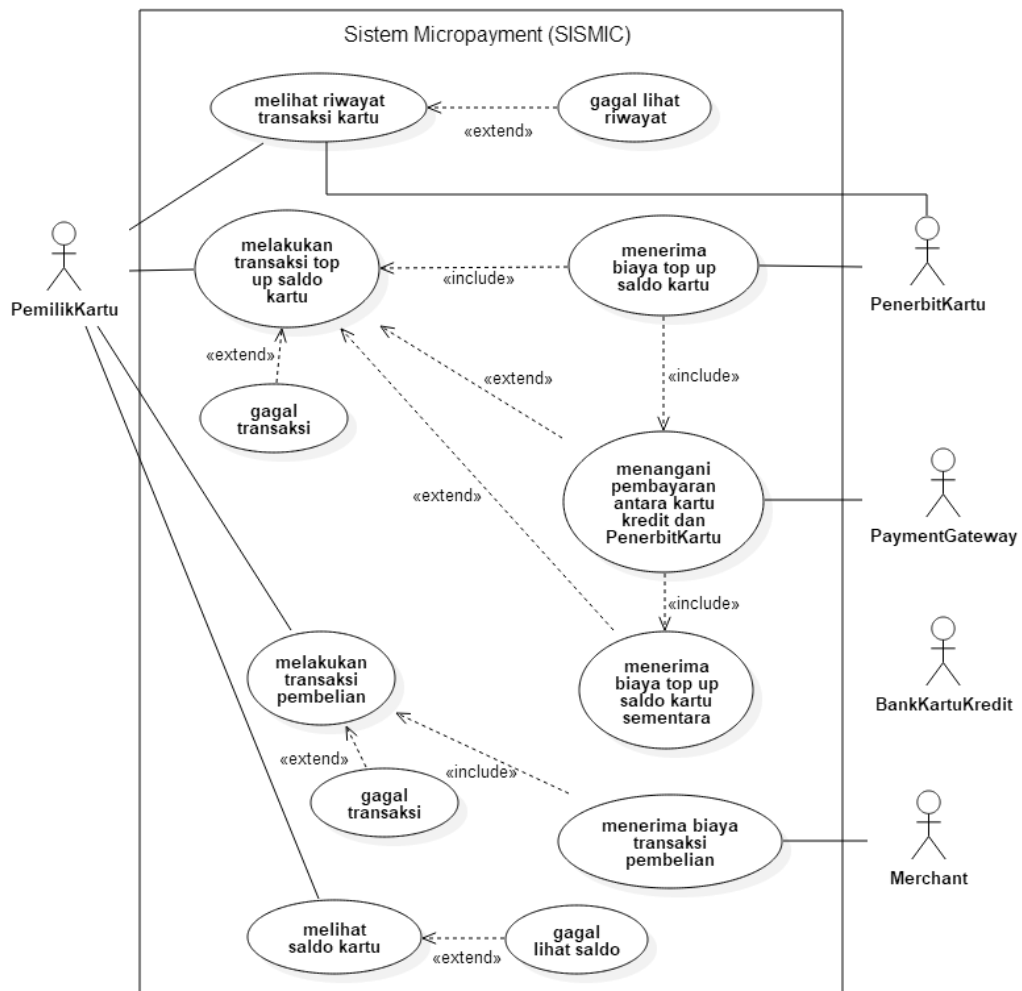 Sistem Micropayment (SISMIC)
melihat riwayat
transaksi kartu
gagal lihat
riwayat
«extend»
melakukan
transaksi top
up saldo
kartu
menerima
biaya top up
saldo kartu
«include»
PemilikKartu
PenerbitKartu
«extend»
«extend»
«include»
gagal
transaksi
menangani
pembayaran
antara kartu
kredit dan
PenerbitKartu
«extend»
PaymentGateway
«include»
melakukan
transaksi
pembelian
menerima
biaya top up
saldo kartu
sementara
BankKartuKredit
«extend»
«include»
gagal
transaksi
menerima biaya
transaksi
pembelian
Merchant
melihat
saldo kartu
gagal
lihat saldo
«extend»